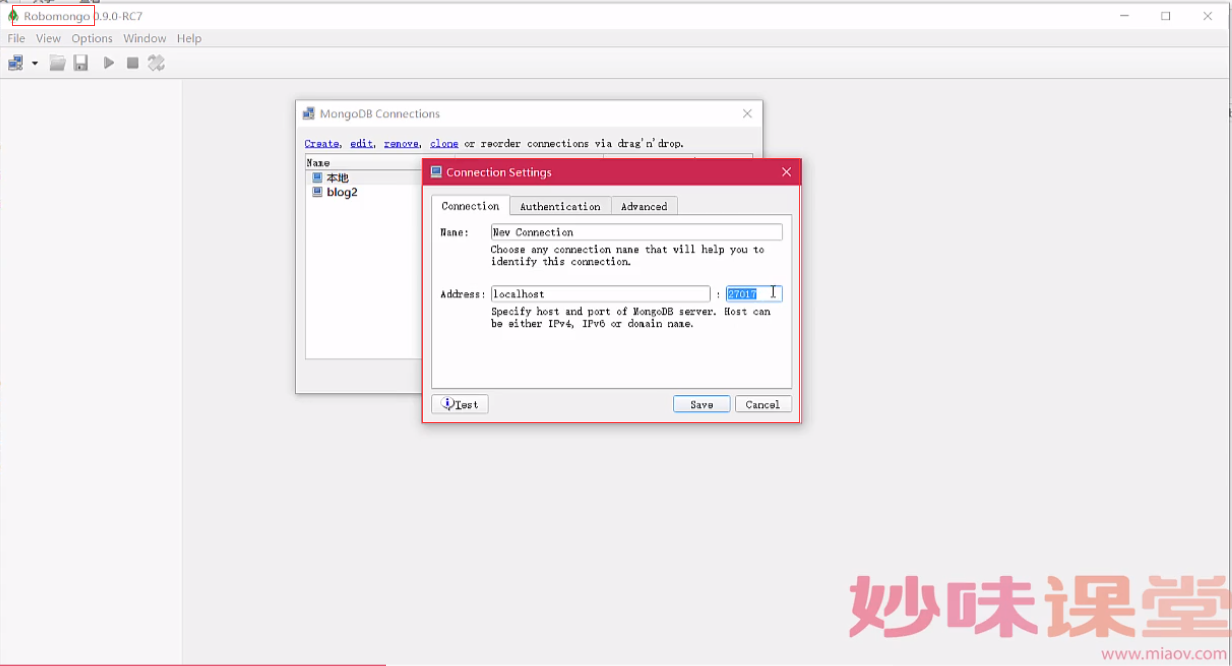 Robomongo 0.9.0-RC7
File View Options Window Help
MongoDB Connections
Create, edit, remove, clone or reorder connections via drag'n'drop.
Name
本地
blog2
Connection Settings
Connection Authentication Advanced
Name: New Connection
Choose any connection name that will help you to
identify this connection.
Address: localhost : 27017
Specify host and port of MongoDB server. Host can
be either IPv4, IPv6 or domain name.
Test Save Cancel
妙味课堂
www.miaov.com